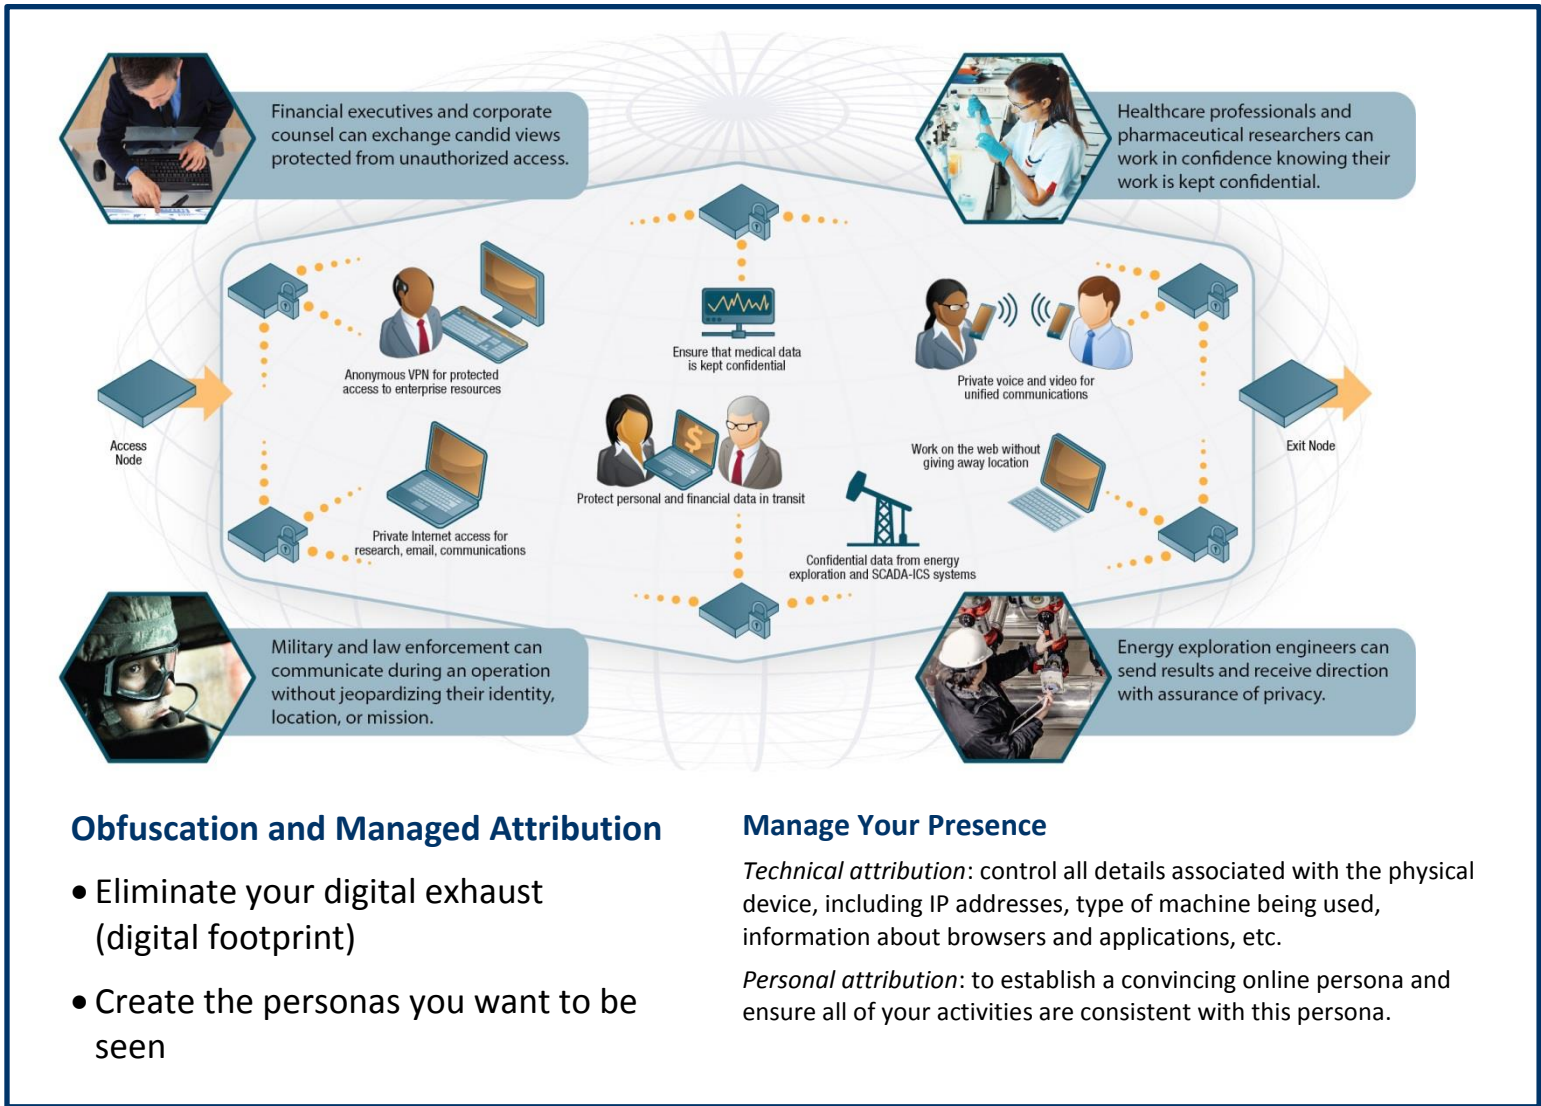 Financial executives and corporate
counsel can exchange candid views
protected from unauthorized access.
Healthcare professionals and
pharmaceutical researchers can
work in confidence knowing their
work is kept confidential.
Anonymous VPN for protected
access to enterprise resources
Ensure that medical data
is kept confidential
Private voice and video for
unified communications
Access
Node
Exit Node
Private Internet access for
research, email, communications
$
Protect personal and financial data in transit
Work on the web without
giving away location
Confidential data from energy
exploration and SCADA-ICS systems
Military and law enforcement can
communicate during an operation
without jeopardizing their identity,
location, or mission.
Energy exploration engineers can
send results and receive direction
with assurance of privacy.
Obfuscation and Managed Attribution
• Eliminate your digital exhaust
(digital footprint)
• Create the personas you want to be
seen
Manage Your Presence
Technical attribution: control all details associated with the physical
device, including IP addresses, type of machine being used,
information about browsers and applications, etc.
Personal attribution: to establish a convincing online persona and
ensure all of your activities are consistent with this persona.